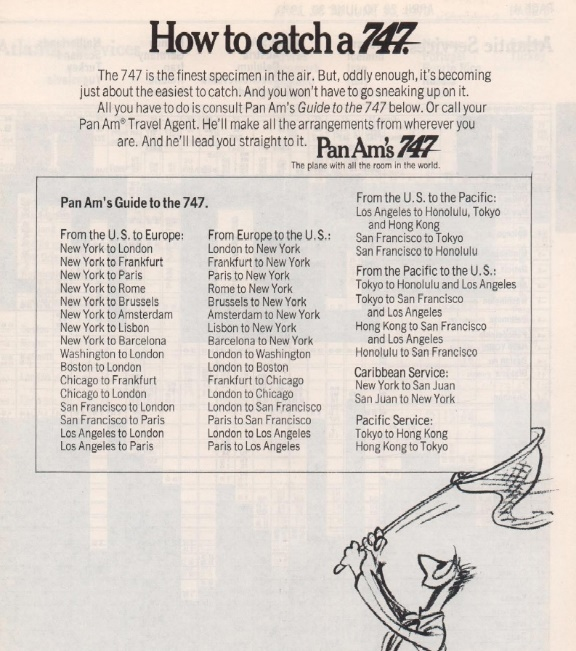 How to catch a 747.
The 747 is the finest specimen in the air. But, oddly enough, it's becoming
just about the easiest to catch. And you won't have to go sneaking up on it.
All you have to do is consult Pan Am's Guide to the 747 below. Or call your
Pan Am® Travel Agent. He'll make all the arrangements from wherever you
are. And he'll lead you straight to it.
Pan Am's 747
The plane with all the room in the world.
Pan Am's Guide to the 747.
From the U.S. to Europe:
New York to London
New York to Frankfurt
New York to Paris
New York to Rome
New York to Brussels
New York to Amsterdam
New York to Lisbon
New York to Barcelona
Washington to London
Boston to London
Chicago to Frankfurt
Chicago to London
San Francisco to London
San Francisco to Paris
Los Angeles to London
Los Angeles to Paris
From Europe to the U.S.:
London to New York
Frankfurt to New York
Paris to New York
Rome to New York
Brussels to New York
Amsterdam to New York
Lisbon to New York
Barcelona to New York
London to Washington
London to Boston
Frankfurt to Chicago
London to Chicago
London to San Francisco
Paris to San Francisco
London to Los Angeles
Paris to Los Angeles
From the U.S. to the Pacific:
Los Angeles to Honolulu, Tokyo
and Hong Kong
San Francisco to Tokyo
San Francisco to Honolulu
From the Pacific to the U.S.:
Tokyo to Honolulu and Los Angeles
Tokyo to San Francisco
and Los Angeles
Hong Kong to San Francisco
and Los Angeles
Honolulu to San Francisco
Caribbean Service:
New York to San Juan
San Juan to New York
Pacific Service:
Tokyo to Hong Kong
Hong Kong to Tokyo